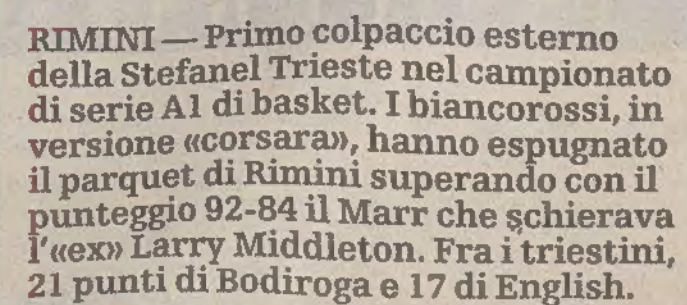 RIMINI — Primo colpaccio esterno
della Stefanel Trieste nel campionato
di serie A1 di basket. I biancorossi, in
versione «corsara», hanno espugnato
il parquet di Rimini superando con il
punteggio 92-84 il Marr che schierava
l'«ex» Larry Middleton. Fra i triestini,
21 punti di Bodiroga e 17 di English.